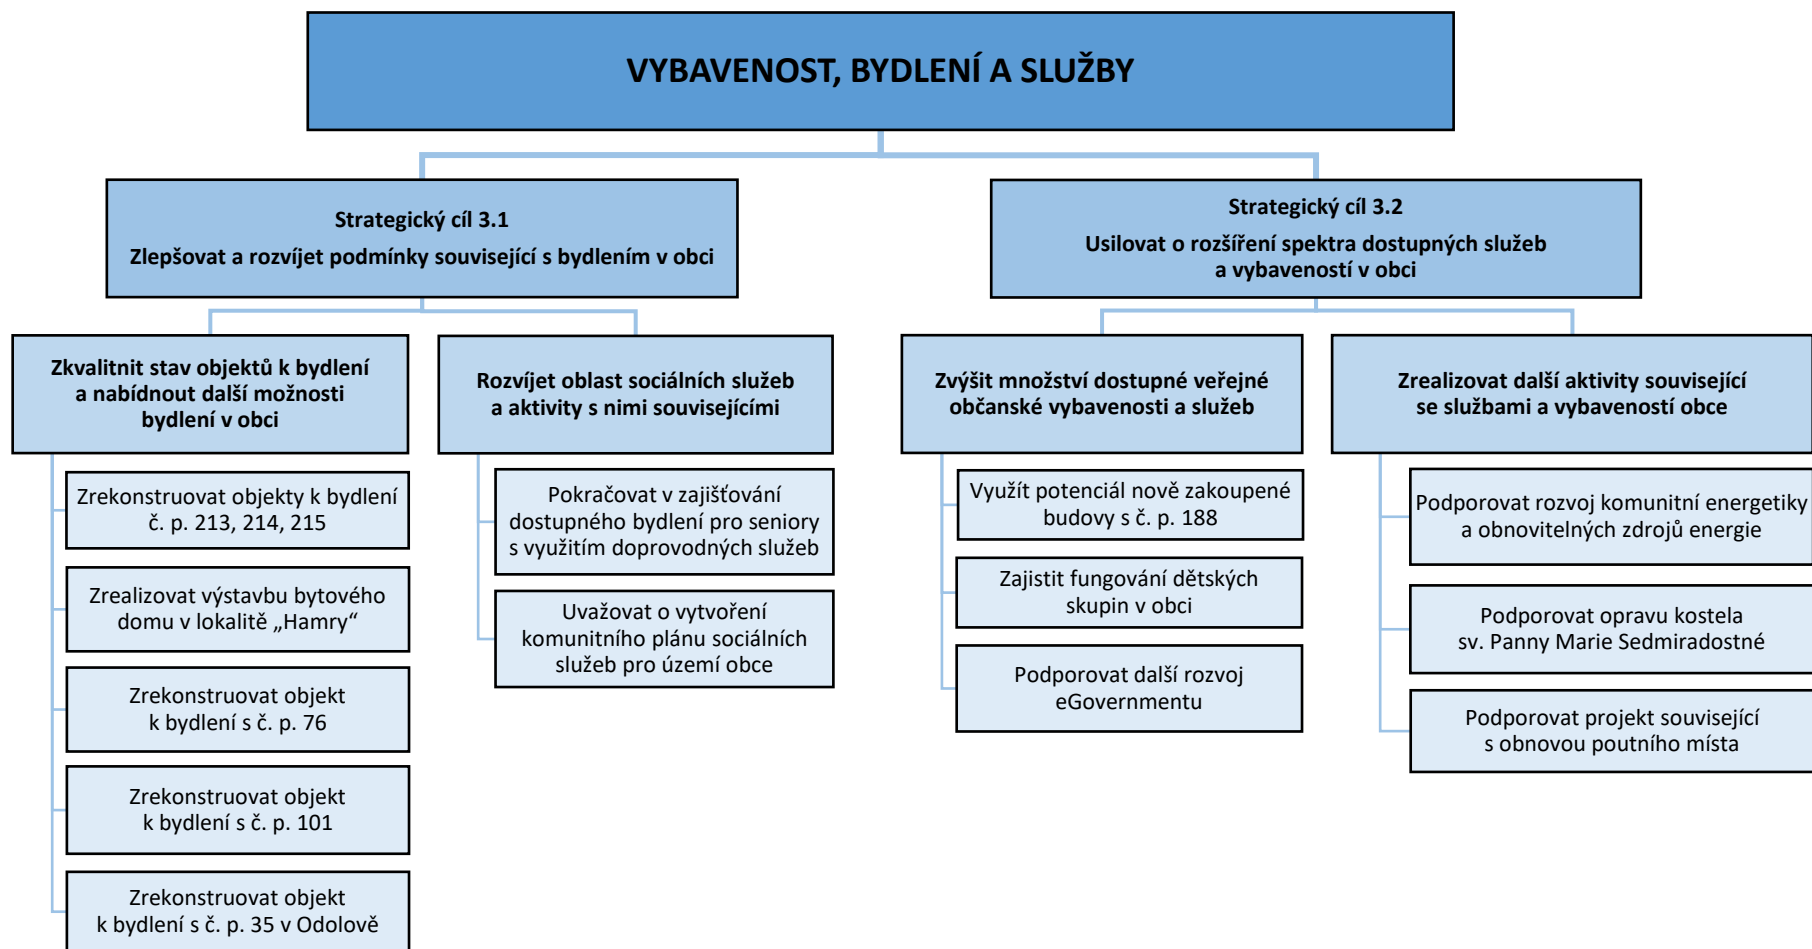 VYBAVENOST, BYDLENÍ A SLUŽBY
Strategický cíl 3.1
Zlepšovat a rozvíjet podmínky související s bydlením v obci
Strategický cíl 3.2
Usilovat o rozšíření spektra dostupných služeb
a vybaveností v obci
Zkvalitnit stav objektů k bydlení
a nabídnout další možnosti
bydlení v obci
Zrekonstruovat objekty k bydlení
č. p. 213, 214, 215
Zrealizovat výstavbu bytového
domu v lokalitě „Hamry“
Zrekonstruovat objekt
k bydlení s č. p. 76
Zrekonstruovat objekt
k bydlení s č. p. 101
Zrekonstruovat objekt
k bydlení s č. p. 35 v Odolově
Rozvíjet oblast sociálních služeb
a aktivity s nimi souvisejícími
Pokračovat v zajišťování
dostupného bydlení pro seniory
s využitím doprovodných služeb
Uvažovat o vytvoření
komunitního plánu sociálních
služeb pro území obce
Zvýšit množství dostupné veřejné
občanské vybavenosti a služeb
Využít potenciál nově zakoupené
budovy s č. p. 188
Zajistit fungování dětských
skupin v obci
Podporovat další rozvoj
eGovernmentu
Zrealizovat další aktivity související
se službami a vybaveností obce
Podporovat rozvoj komunitní energetiky
a obnovitelných zdrojů energie
Podporovat opravu kostela
sv. Panny Marie Sedmiradostné
Podporovat projekt související
s obnovou poutního místa